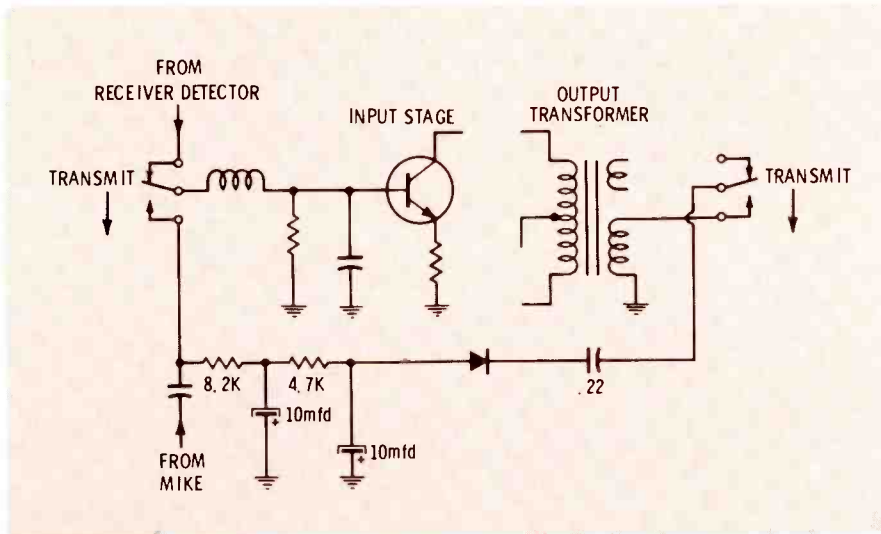 FROM
RECEIVER DETECTOR
INPUT STAGE
OUTPUT
TRANSFORMER
TRANSMIT
TRANSMIT
8.2K
4.7K
.22
10mfd
+
10mfd
+
FROM
MIKE